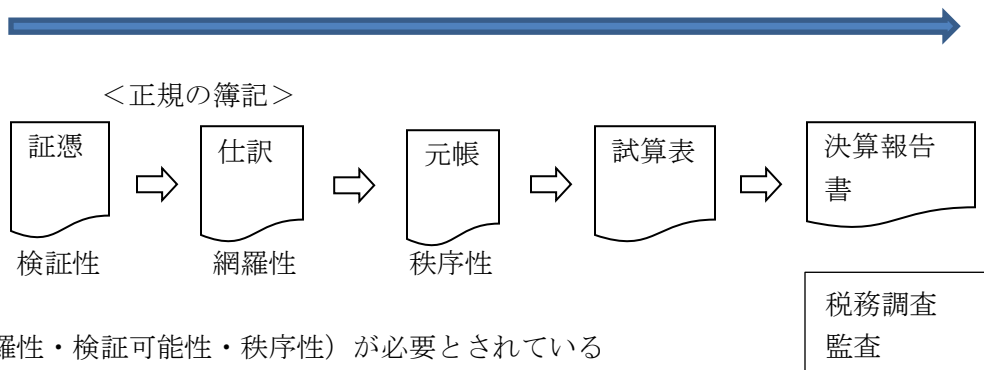 ＜正規の簿記＞
証憑
仕訳
元帳
試算表
決算報告
書
検証性
網羅性
秩序性
税務調査
監査
羅性・検証可能性・秩序性）が必要とされている